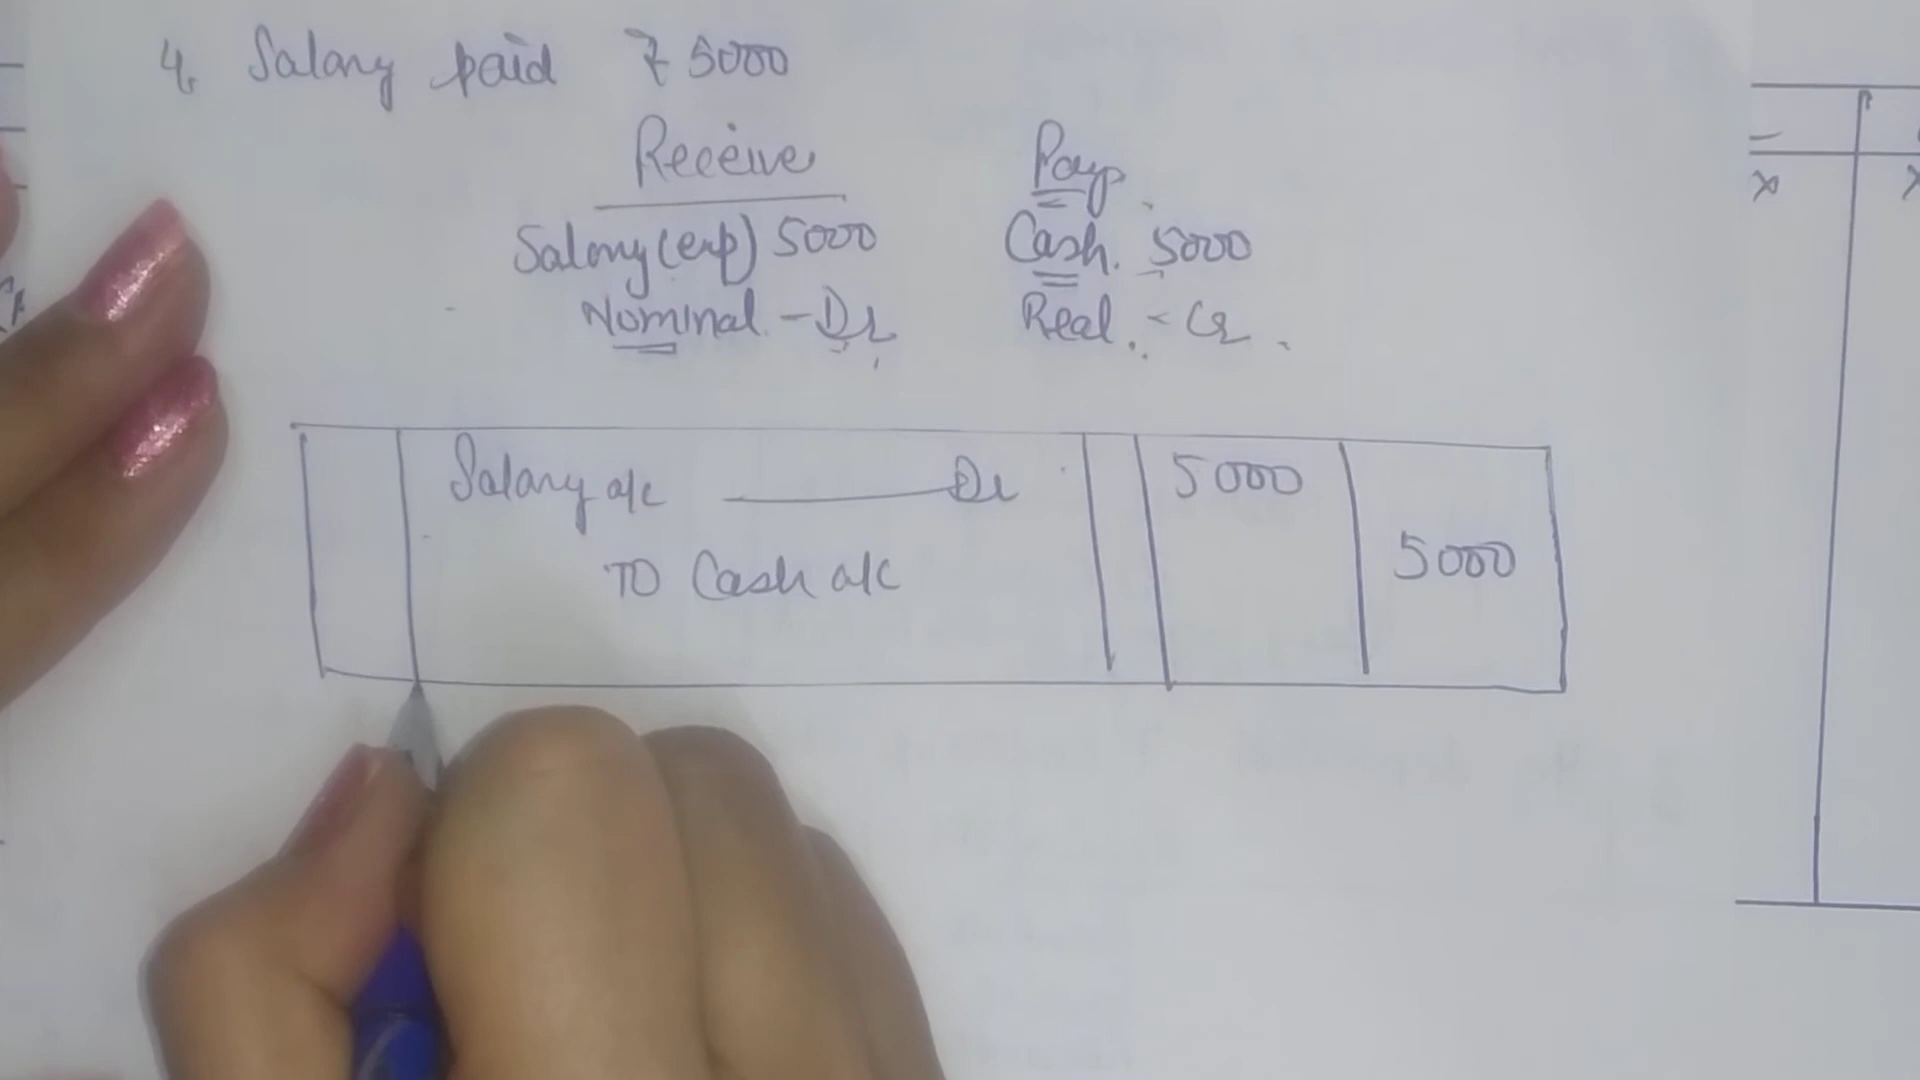 4. Salary paid ₹ 5000
Receive Pay
Salary (exp) 5000 Cash. 5000
Nominal - Dr Real - Cr
Salary a/c Dr 5000
TO Cash a/c 5000